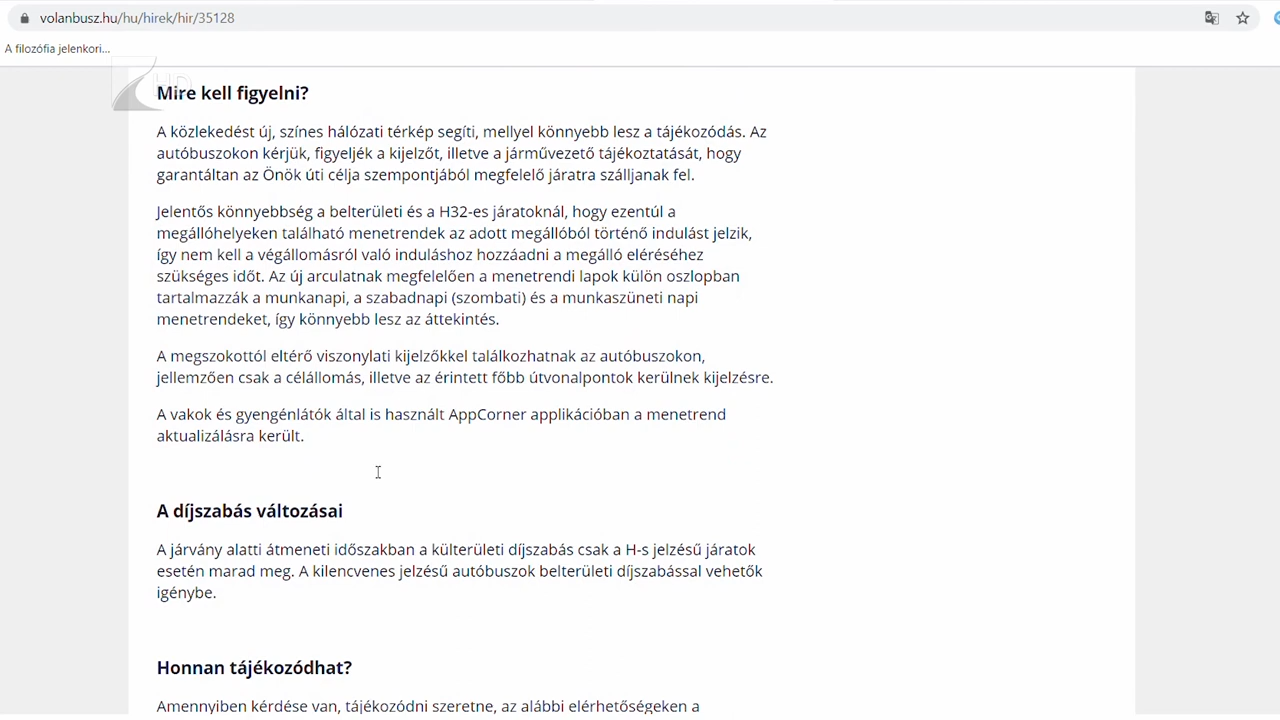 volanbusz.hu/hu/hirek/hir/35128
A filozófia jelenkori...
HD
Mire kell figyelni?
A közlekedést új, színes hálózati térkép segíti, mellyel könnyebb lesz a tájékozódás. Az
autóbuszokon kérjük, figyeljék a kijelzőt, illetve a járművezető tájékoztatását, hogy
garantáltan az Önök úti célja szempontjából megfelelő járatra szálljanak fel.
Jelentős könnyebbség a belterületi és a H32-es járatoknál, hogy ezentúl a
megállóhelyeken található menetrendek az adott megállóból történő indulást jelzik,
így nem kell a végállomásról való induláshoz hozzáadni a megálló eléréséhez
szükséges időt. Az új arculatnak megfelelően a menetrendi lapok külön oszlopban
tartalmazzák a munkanapi, a szabadnapi (szombati) és a munkaszüneti napi
menetrendeket, így könnyebb lesz az áttekintés.
A megszokottól eltérő viszonylati kijelzőkkel találkozhatnak az autóbuszokon,
jellemzően csak a célállomás, illetve az érintett főbb útvonalpontok kerülnek kijelzésre.
A vakok és gyengénlátók által is használt AppCorner applikációban a menetrend
aktualizálásra került.
A díjszabás változásai
A járvány alatti átmeneti időszakban a külterületi díjszabás csak a H-s jelzésű járatok
esetén marad meg. A kilencvenes jelzésű autóbuszok belterületi díjszabással vehetők
igénybe.
Honnan tájékozódhat?
Amennyiben kérdése van, tájékozódni szeretne, az alábbi elérhetőségeken a